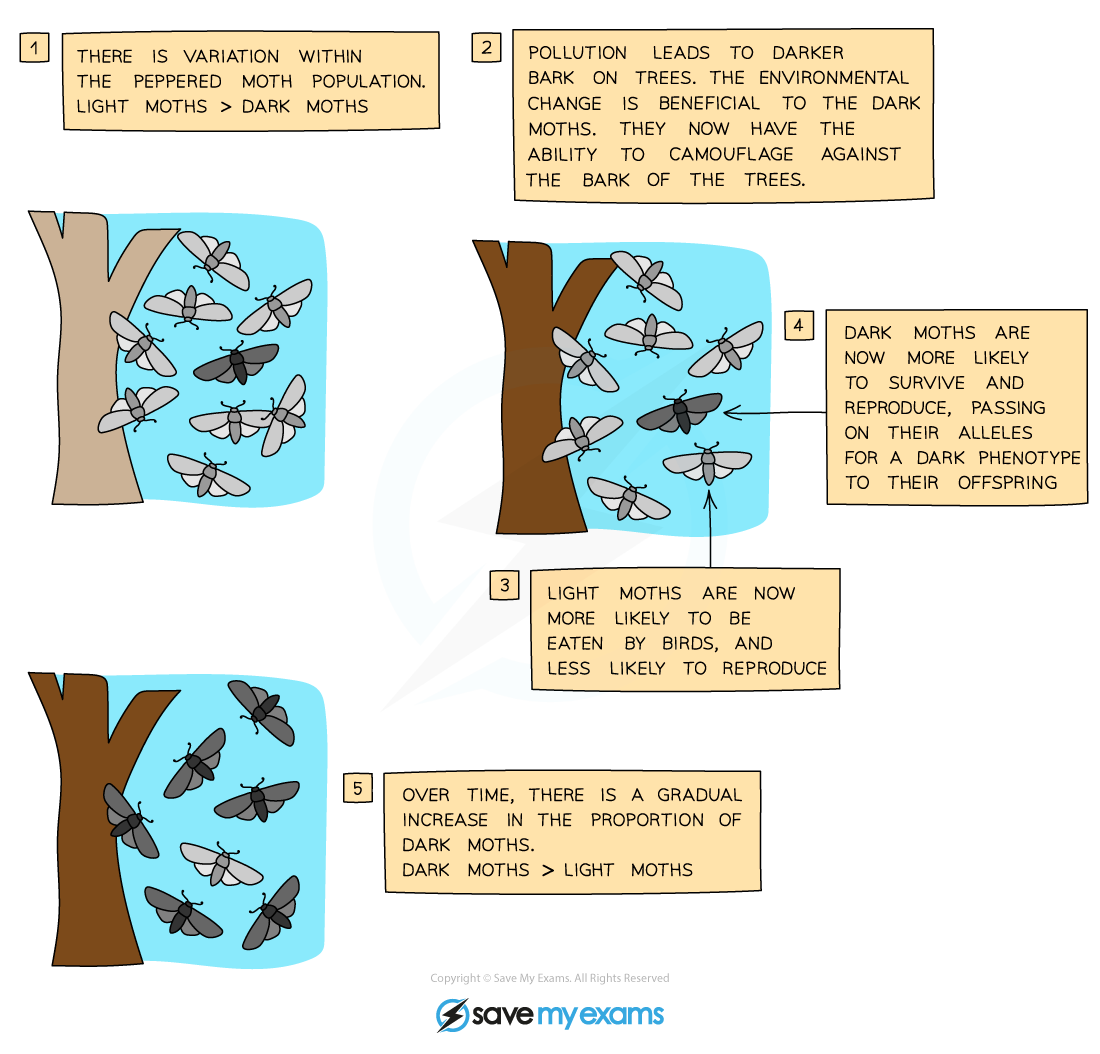 1
THERE IS VARIATION WITHIN
THE PEPPERED MOTH POPULATION.
LIGHT MOTHS > DARK MOTHS
2
POLLUTION LEADS TO DARKER
BARK ON TREES. THE ENVIRONMENTAL
CHANGE IS BENEFICIAL TO THE DARK
MOTHS. THEY NOW HAVE THE
ABILITY TO CAMOUFLAGE AGAINST
THE BARK OF THE TREES.
3
LIGHT MOTHS ARE NOW
MORE LIKELY TO BE
EATEN BY BIRDS, AND
LESS LIKELY TO REPRODUCE
4
DARK MOTHS ARE
NOW MORE LIKELY
TO SURVIVE AND
REPRODUCE, PASSING
ON THEIR ALLELES
FOR A DARK PHENOTYPE
TO THEIR OFFSPRING
5
OVER TIME, THERE IS A GRADUAL
INCREASE IN THE PROPORTION OF
DARK MOTHS.
DARK MOTHS > LIGHT MOTHS
Copyright © Save My Exams. All Rights Reserved
save my exams